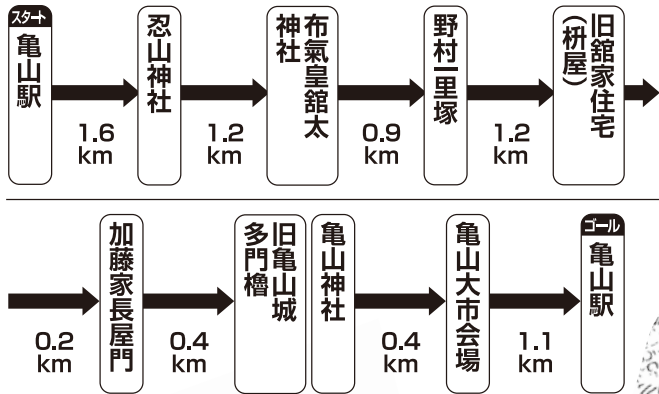 スタート
亀山駅
1.6
km
忍山神社
1.2
km
布氣皇舘太
神社
0.9
km
野村一里塚
1.2
km
旧舘家住宅
(枡屋)
0.2
km
加藤家長屋門
0.4
km
旧亀山城
多門櫓
亀山神社
0.4
km
亀山大市会場
1.1
km
ゴール
亀山駅